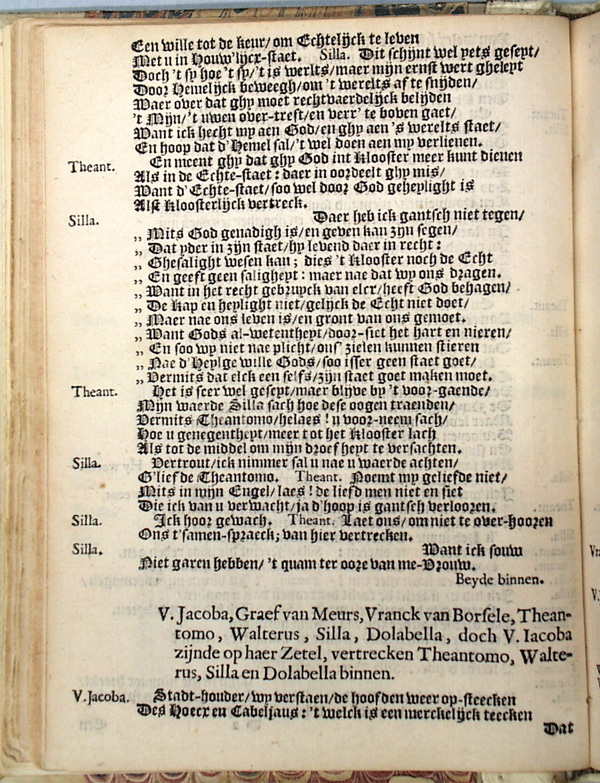 Een wille tot de keur/ om Echtelijck te leven
Met u in Houw'lijcx-staet. Silla. Dit schijnt wel yets geseyt/
Doch 't sy hoe 't sy/ 't is werlts/ maer mijn ernst wert gheleyt
Door Hemelijck beweegh/ om 't werelts af te snijden/
Waer over dat ghy moet rechtvaerdelijck belijden
't Mijn/ 't uwen over-treft/ en verr' te boven gaet/
Want ick hecht my aen God/ en ghy aen 's werelts staet/
En hoop dat d'Hemel sal/ 't wel doen aen my verlienen.
Theant. En meent ghy dat ghy God int Klooster meer kunt dienen
Als in de Echte-staet: daer in oordeelt ghy mis/
Want d'Echte-staet/ soo wel door God geheylight is
Alst Kloosterlijck vertreck.
Silla. Daer heb ick gantsch niet tegen/
„ Mits God genadigh is/ en geven kan zijn segen/
„ Dat yder in zijn staet/ hy levend daer in recht:
„ Ghesalight wesen kan; dies 't Klooster noch de Echt
„ En geeft geen saligheyt: maer nae dat wy ons dragen.
„ Want in het recht gebruyck van elcx/ heeft God behagen/
„ De kap en heylight niet/ gelijck de Echt niet doet/
„ Maer nae ons leven is/ en gront van ons gemoet.
„ Want Gods al-wetentheyt/ door-siet het hart en nieren/
„ En soo wy niet nae plicht/ ons' zielen kunnen stieren
„ Nae d'Heylge wille Gods/ soo isser geen staet goet/
„ Vermits dat elck een selfs/ zijn staet goet maken moet.
Theant. Het is seer wel geseyt/ maer blijve by 't voor-gaende/
Mijn waerde Silla sach hoe dese oogen traenden/
Vermits Theantomo/ helaes! u voor-neem sach/
Hoe u genegentheyt/ meer tot het Klooster lach
Als tot de middel om mijn droefheyt te versachten.
Silla. Vertrout/ ick nimmer sal u nae u waerde achten/
G'liefde Theantomo. Theant. Noemt my geliefde niet/
Mits in mijn Engel/ laes! de liefd men niet en siet
Die ick van u verwacht/ ja d'hoop is gantsch verlooren.
Silla. Ick hoor gewach. Theant. Laet ons/ om niet te over-hooren
Ons t'samen-spraeck; van hier vertrecken.
Silla. Want ick souw
Niet garen hebben/ 't quam ter oore van me-Vrouw.
Beyde binnen.
V. Jacoba, Graef van Meurs, Vranck van Borsele, Thean-
tomo, Walterus, Silla, Dolabella, doch V. Iacoba
zijnde op haer Zetel, vertrecken Theantomo, Walte-
rus, Silla en Dolabella binnen.
V. Jacoba. Stadt-houder/ wy verstaen/ de hoofden weer op-steecken
Des Hoecx en Cabeljaus: 't welck is een merckelijck teecken
Dat